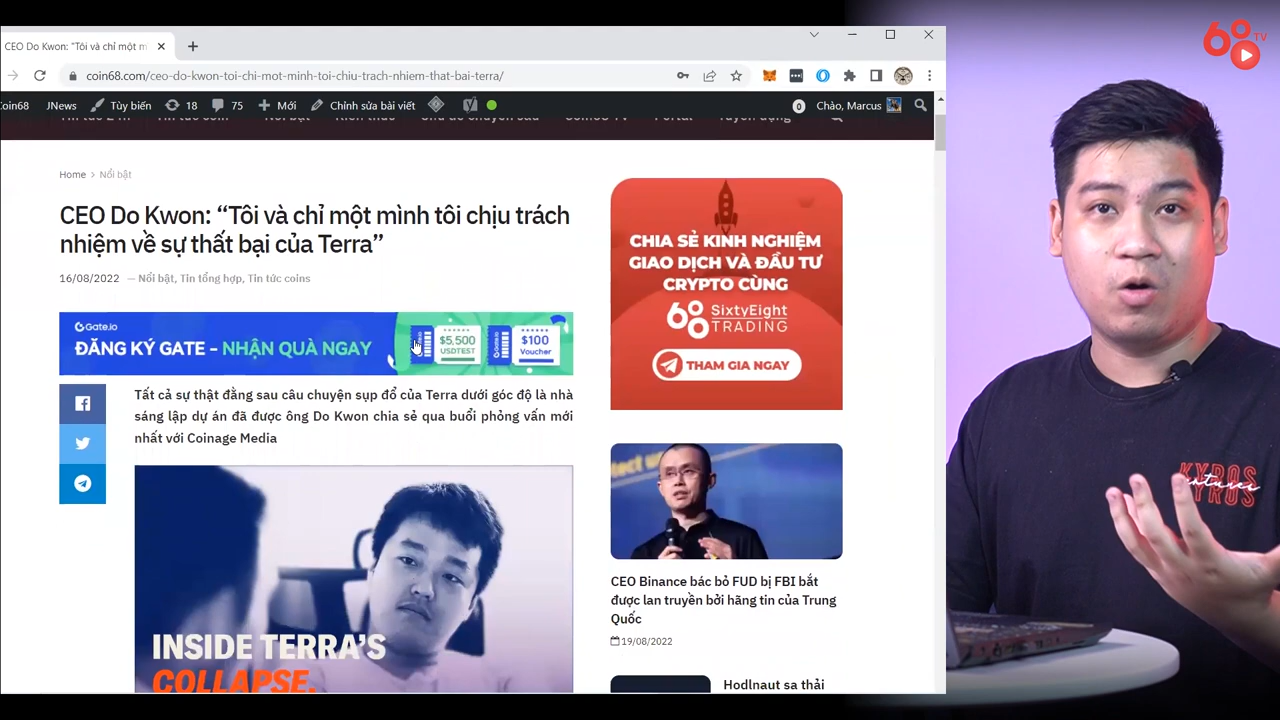 CEO Do Kwon: “Tôi và chỉ một m
coin68.com/ceo-do-kwon-toi-chi-mot-minh-toi-chiu-trach-nhiem-that-bai-terra/
oin68 JNews Tùy biến 18 75 Mới Chỉnh sửa bài viết 0 Chào, Marcus
Home > Nổi bật
CEO Do Kwon: “Tôi và chỉ một mình tôi chịu trách
nhiệm về sự thất bại của Terra”
16/08/2022 — Nổi bật, Tin tổng hợp, Tin tức coins
Gate.io
ĐĂNG KÝ GATE - NHẬN QUÀ NGAY
$5,500
USDTEST
$100
Voucher
Tất cả sự thật đằng sau câu chuyện sụp đổ của Terra dưới góc độ là nhà
sáng lập dự án đã được ông Do Kwon chia sẻ qua buổi phỏng vấn mới
nhất với Coinage Media
INSIDE TERRA'S
COLLAPSE.
CHIA SẺ KINH NGHIỆM
GIAO DỊCH VÀ ĐẦU TƯ
CRYPTO CÙNG
68 SixtyEight
TRADING
THAM GIA NGAY
CEO Binance bác bỏ FUD bị FBI bắt
được lan truyền bởi hãng tin của Trung
Quốc
19/08/2022
Hodlnaut sa thải
68 TV
KYROS
Ventures
KYROS